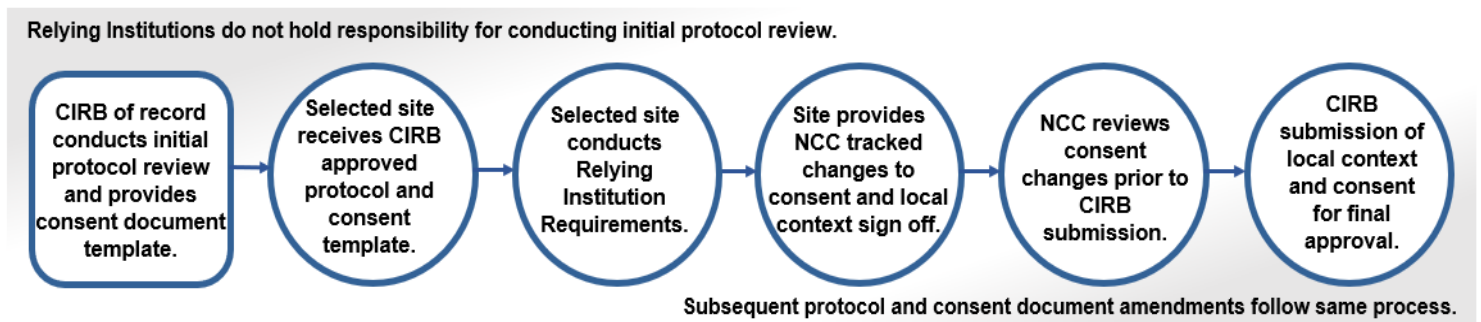 Relying Institutions do not hold responsibility for conducting initial protocol review.
CIRB of record
conducts initial
protocol review
and provides
consent document
template.
Selected site
receives CIRB
approved
protocol and
consent
template.
Selected site
conducts
Relying
Institution
Requirements.
Site provides
NCC tracked
changes to
consent and local
context sign off.
NCC reviews
consent
changes prior to
CIRB
submission.
CIRB
submission of
local context
and consent
for final
approval.
Subsequent protocol and consent document amendments follow same process.